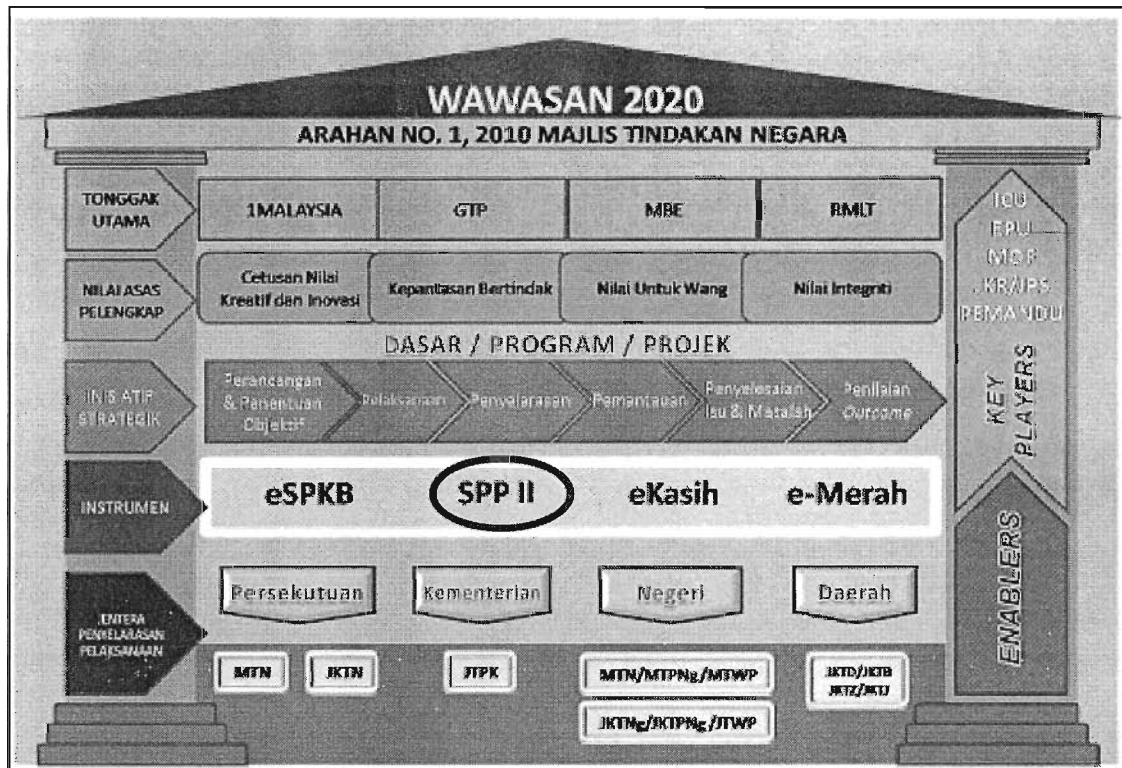 WAWASAN 2020
ARAHAN NO. 1, 2010 MAJLIS TINDAKAN NEGARA
TONGGAK
UTAMA
1MALAYSIA
GTP
MBE
RMLT
NILAI ASAS
PELENGKAP
Cetusan Nilai
Kreatif dan Inovasi
Kepantasan Bertindak
Nilai Untuk Wang
Nilai Integriti
DASAR / PROGRAM / PROJEK
INISIATIF
STRATEGIK
Perancangan
& Penentuan
Objektif
Pelaksanaan
Penyelarasan
Pemantauan
Penyelesaian
Isu & Masalah
Penilaian
Outcome
INSTRUMEN
eSPKB
SPP II
eKasih
e-Merah
JENTERA
PENYELARASAN
PELAKSANAAN
Persekutuan
Kementerian
Negeri
Daerah
MTN
JKTN
JTPK
MTN/MTPNg/MTWP
JKTNg/JKTPNg/JTWP
JKTD/JKTB
JKTZ/JKTJ
ICU
EPU
MOF
JKR/JPS
PEMANDU
KEY
PLAYERS
ENABLERS